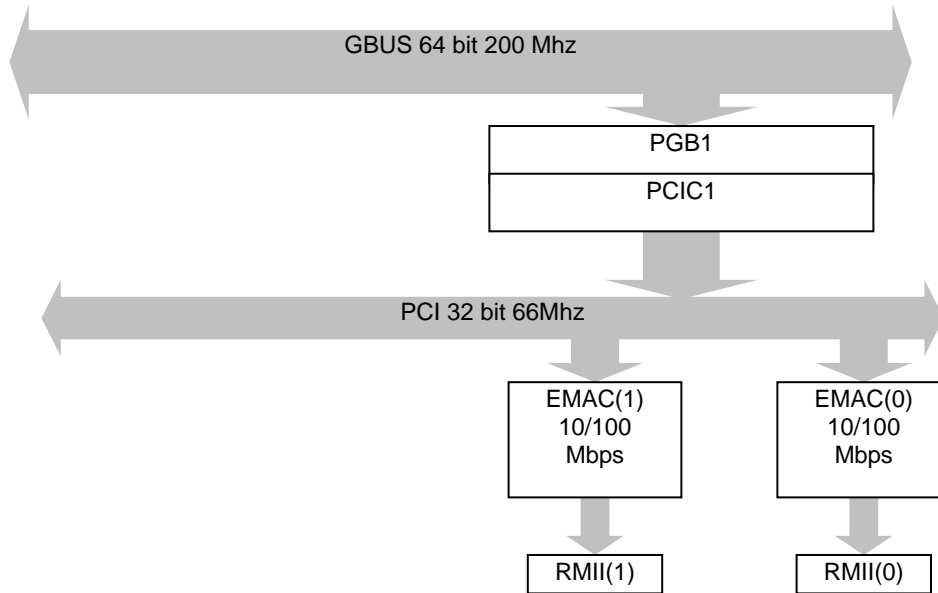 GBUS 64 bit 200 Mhz
PGB1
PCIC1
PCI 32 bit 66Mhz
EMAC(1)
10/100
Mbps
EMAC(0)
10/100
Mbps
RMII(1)
RMII(0)